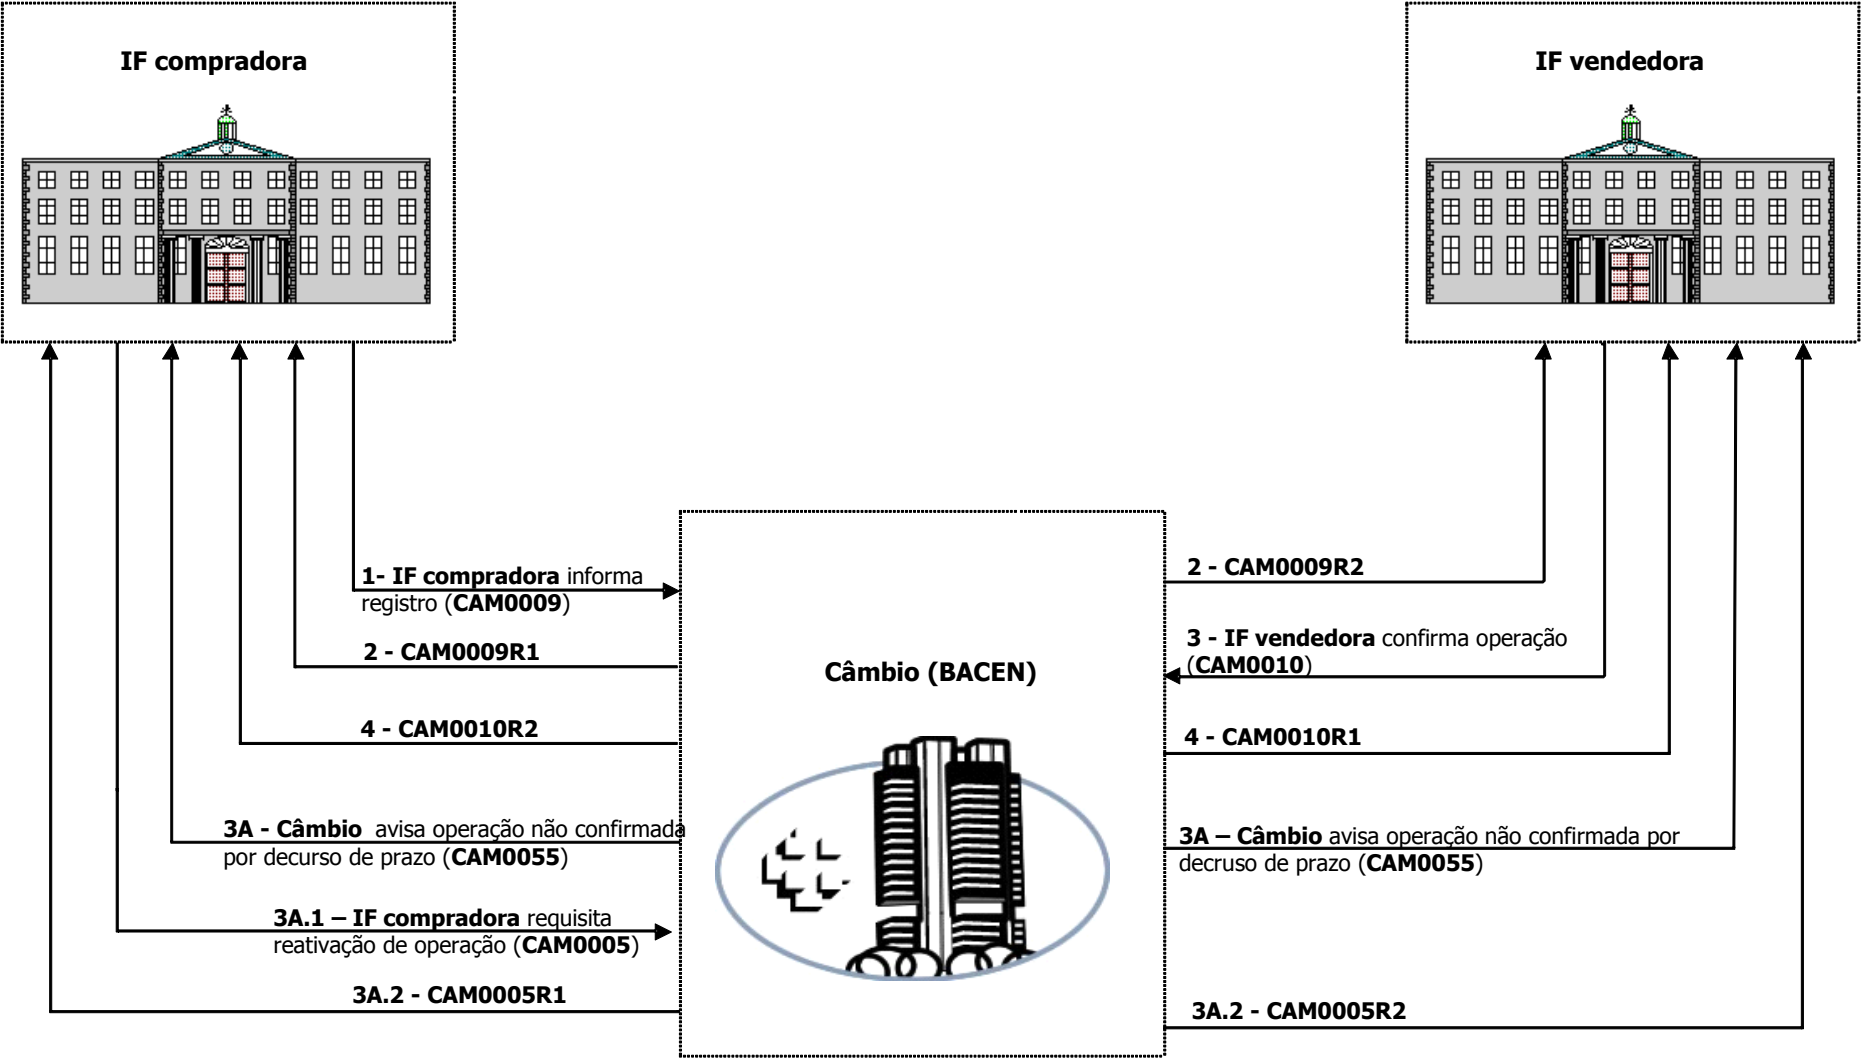 IF compradora
IF vendedora
1- IF compradora informa
registro (CAM0009)
2 - CAM0009R1
4 - CAM0010R2
3A - Câmbio  avisa operação não confirmada
por decurso de prazo (CAM0055)
3A.1 – IF compradora requisita
reativação de operação (CAM0005)
3A.2 - CAM0005R1
Câmbio (BACEN)
2 - CAM0009R2
3 - IF vendedora confirma operação
(CAM0010)
4 - CAM0010R1
3A – Câmbio avisa operação não confirmada por
decruso de prazo (CAM0055)
3A.2 - CAM0005R2